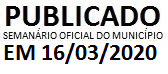 PUBLICADO
SEMANÁRIO OFICIAL DO MUNICÍPIO
EM 16/03/2020